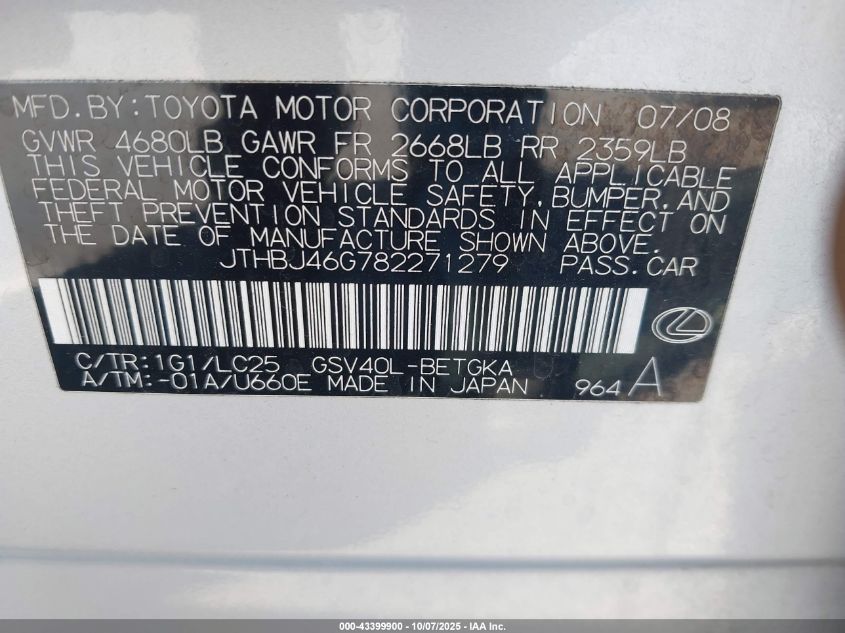 MFD.BY:TOYOTA MOTOR CORPORATION 07/08
GVWR 4680LB GAWR FR 2668LB RR 2359LB
THIS VEHICLE CONFORMS TO ALL APPLICABLE
FEDERAL MOTOR VEHICLE SAFETY,BUMPER,AND
THEFT PREVENTION STANDARDS IN EFFECT ON
THE DATE OF MANUFACTURE SHOWN ABOVE.
JTHBJ46G782271279 PASS.CAR
C/TR:1G1/LC25 GSV40L-BETGKA
A/TM:-01A/U660E MADE IN JAPAN 964 A
000-43399900 - 10/07/2025 - IAA Inc.